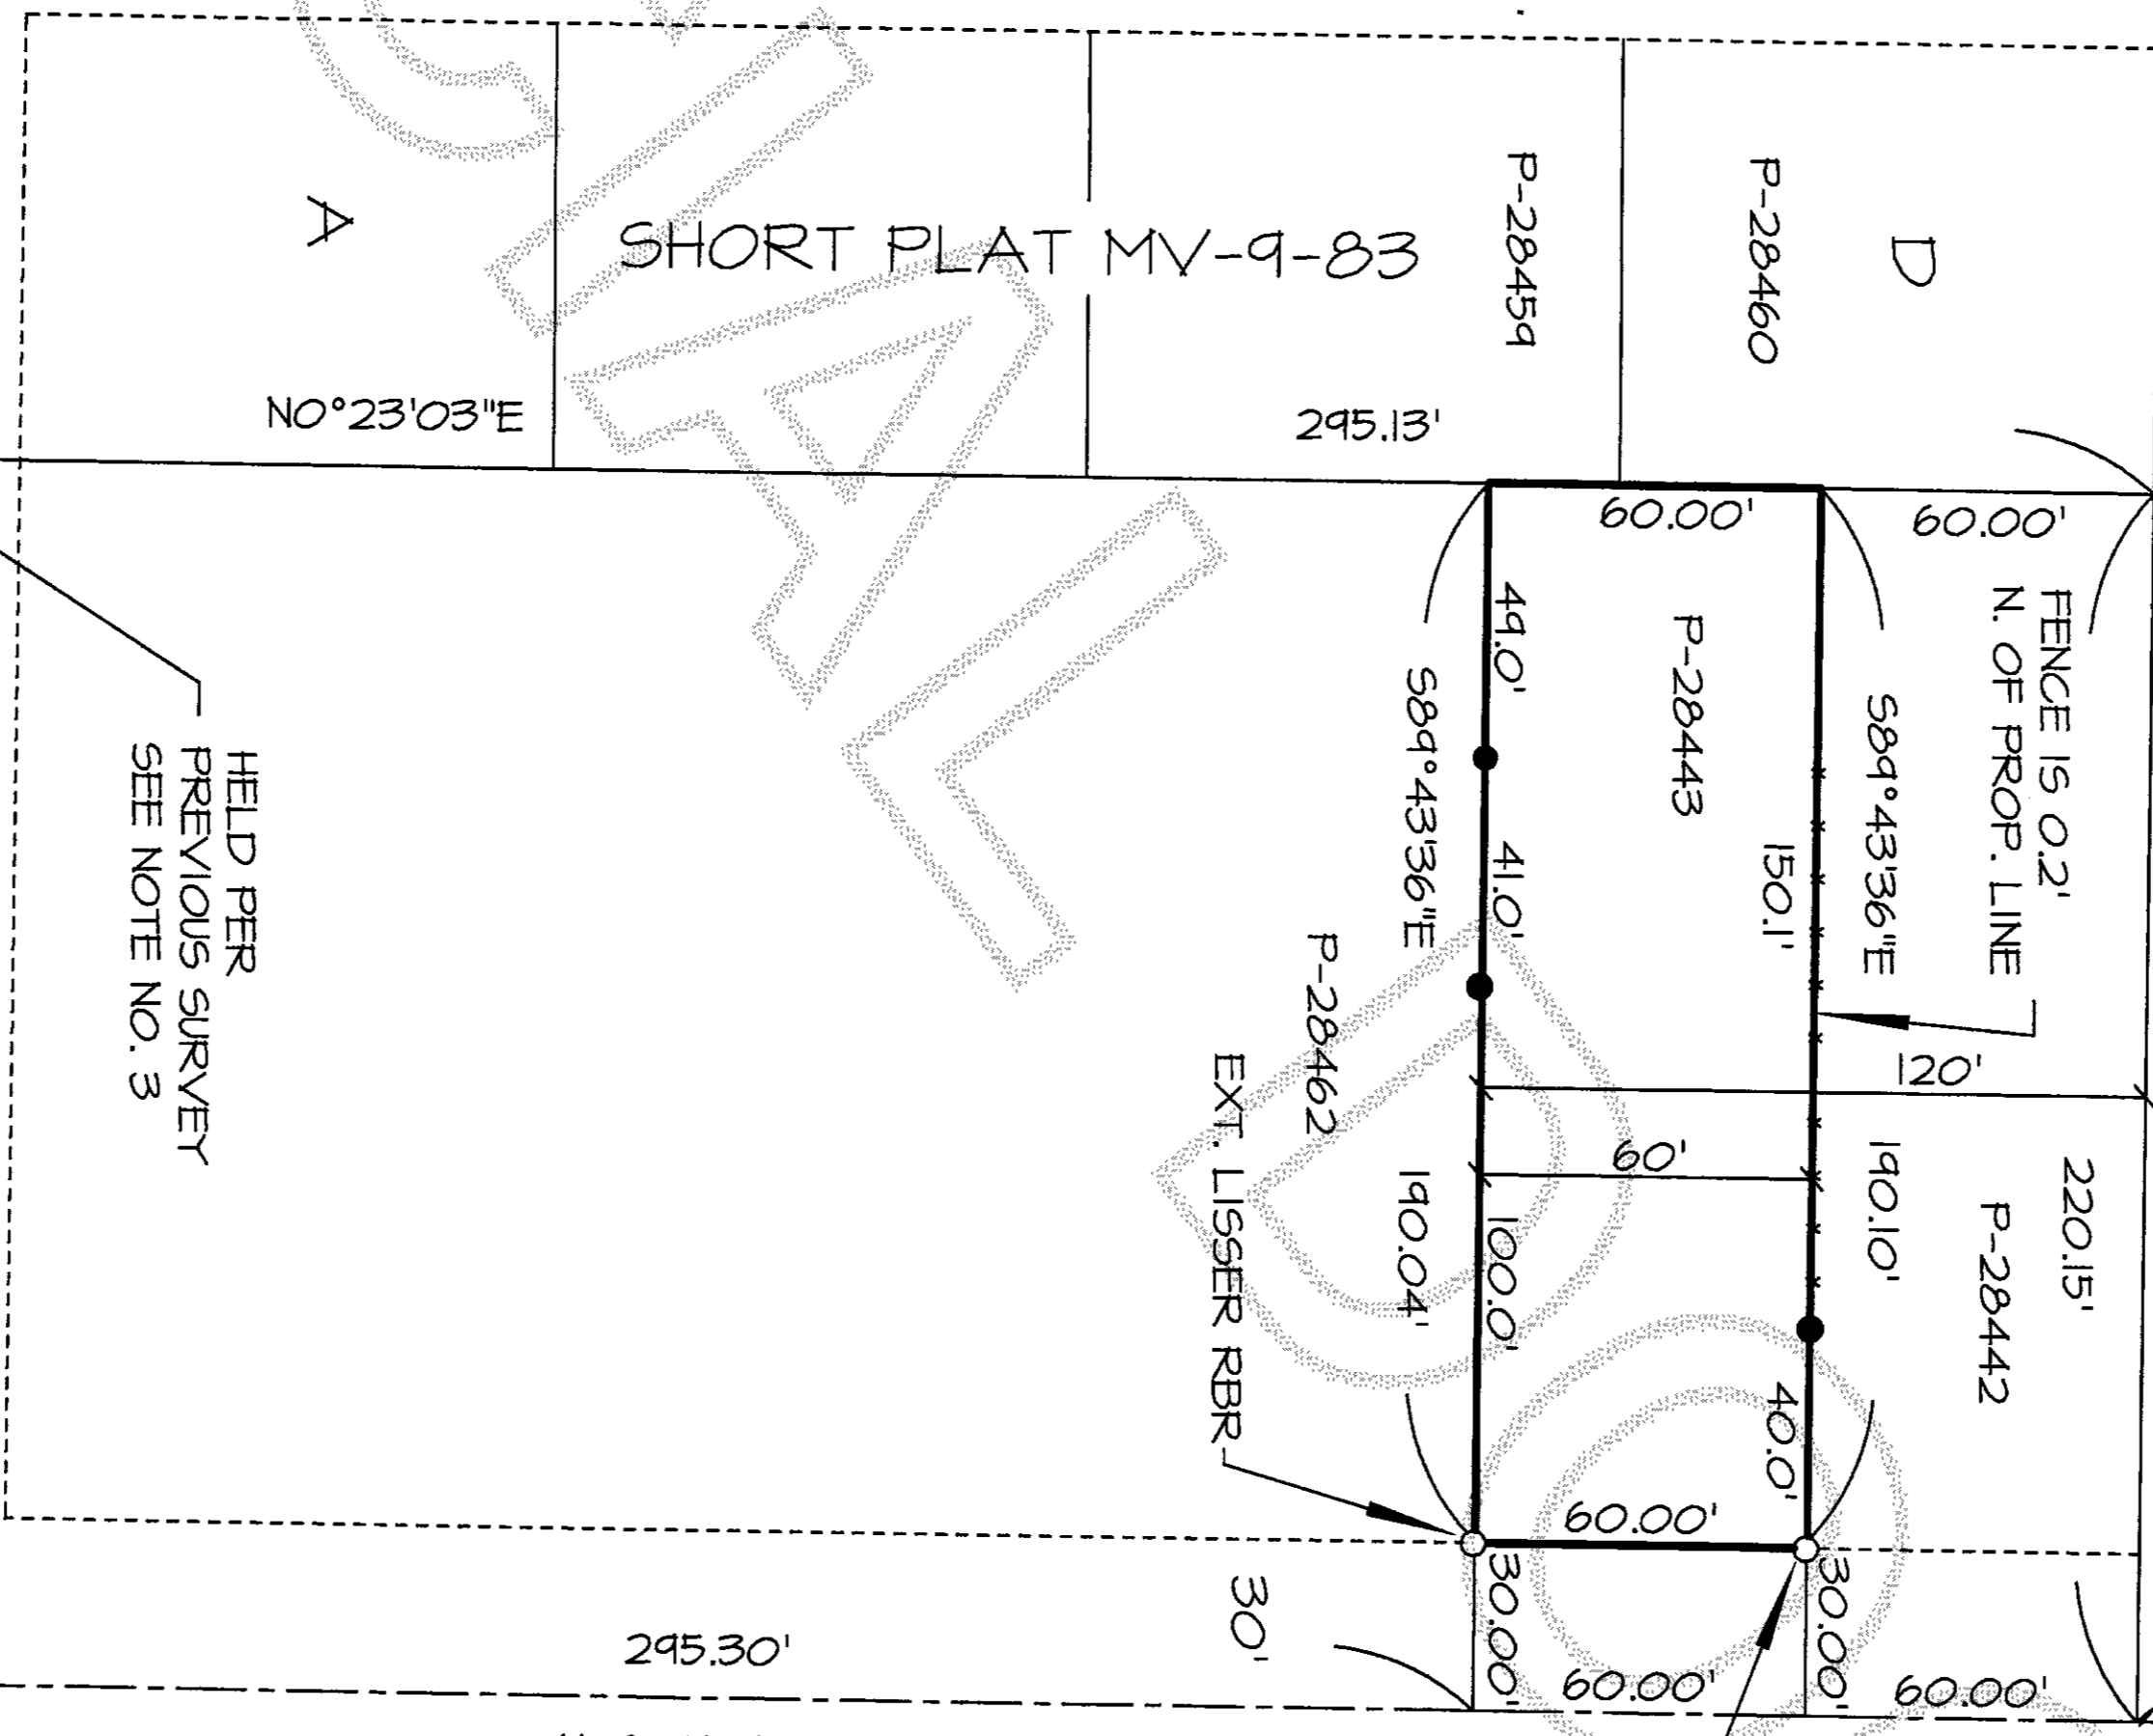 A
SHORT PLAT MV-9-83
P-28459
P-28460
D
N0°23'03"E
295.13'
60.00'
60.00'
49.0'
P-28443
FENCE IS 0.2'
N. OF PROP. LINE
S89°43'36"E
S89°43'36"E
41.0'
150.1'
HELD PER
PREVIOUS SURVEY
SEE NOTE NO. 3
P-28462
EXT. LISSER RBR
120'
60'
190.04'
100.0'
190.10'
220.15'
P-28442
40.0'
60.00'
30'
30.00'
30.00'
295.30'
60.00'
60.00'